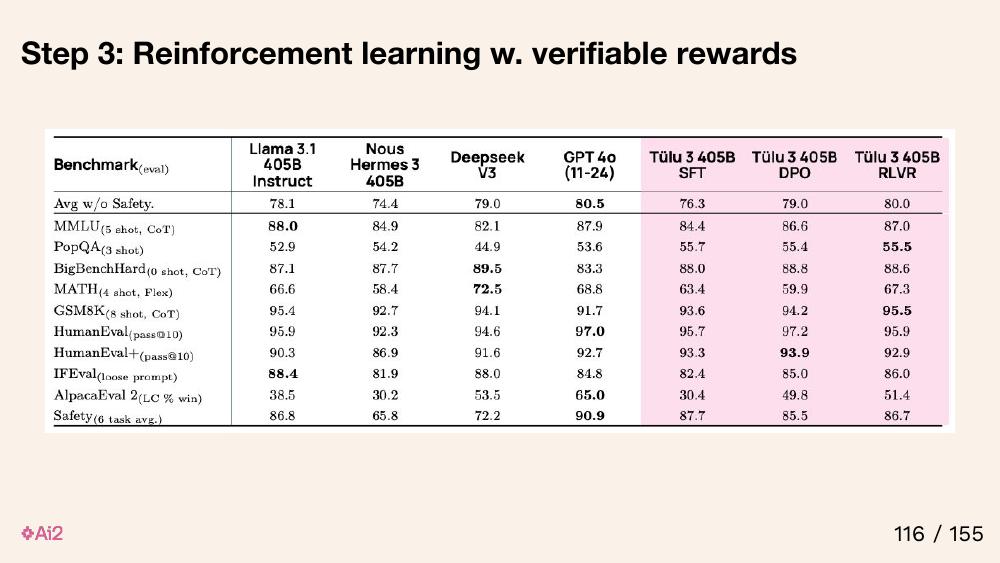 Step 3: Reinforcement learning w. verifiable rewards
Benchmark(eval) Llama 3.1 405B Instruct Nous Hermes 3 405B Deepseek V3 GPT 4o (11-24) Tülu 3 405B SFT Tülu 3 405B DPO Tülu 3 405B RLVR
Avg w/o Safety. 78.1 74.4 79.0 80.5 76.3 79.0 80.0
MMLU(5 shot, CoT) 88.0 84.9 82.1 87.9 84.4 86.6 87.0
PopQA(3 shot) 52.9 54.2 44.9 53.6 55.7 55.4 55.5
BigBenchHard(0 shot, CoT) 87.1 87.7 89.5 83.3 88.0 88.8 88.6
MATH(4 shot, Flex) 66.6 58.4 72.5 68.8 63.4 59.9 67.3
GSM8K(8 shot, CoT) 95.4 92.7 94.1 91.7 93.6 94.2 95.5
HumanEval(pass@10) 95.9 92.3 94.6 97.0 95.7 97.2 95.9
HumanEval+(pass@10) 90.3 86.9 91.6 92.7 93.3 93.9 92.9
IFEval(loose prompt) 88.4 81.9 88.0 84.8 82.4 85.0 86.0
AlpacaEval 2(LC % win) 38.5 30.2 53.5 65.0 30.4 49.8 51.4
Safety(6 task avg.) 86.8 65.8 72.2 90.9 87.7 85.5 86.7
Ai2
116 / 155